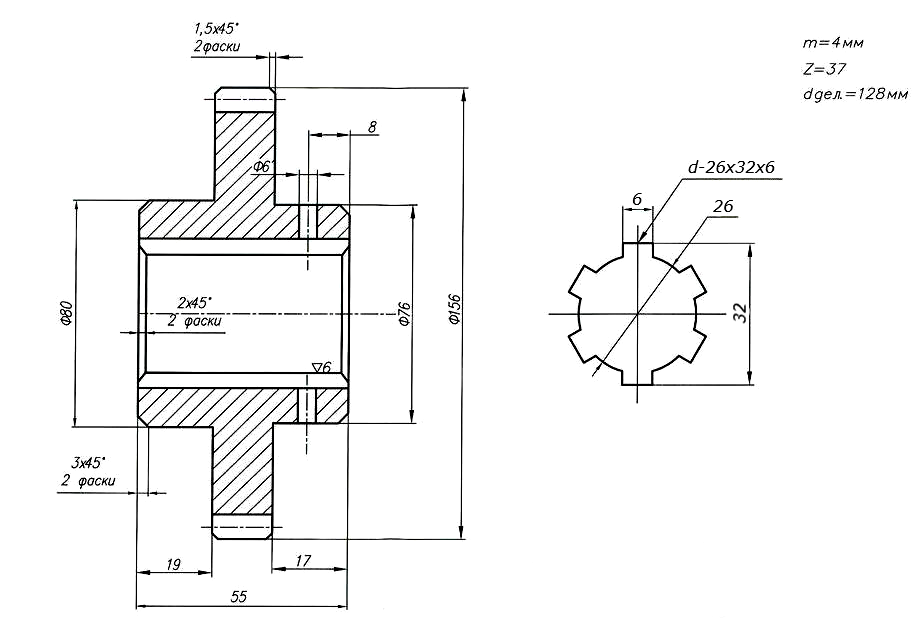 1,5x45°
2фаски
m=4мм
Z=37
dдел.=128мм
8
Ф6
d-26x32x6
6
26
Ф80
2x45°
2 фаски
Ф76
Ф156
32
▽6
3x45°
2 фаски
19
17
55